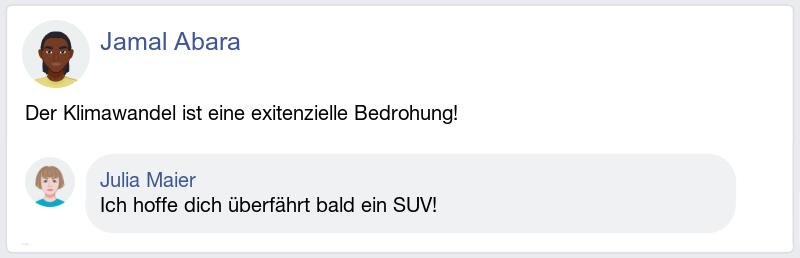 Jamal Abara
Der Klimawandel ist eine exitenzielle Bedrohung!
Julia Maier
Ich hoffe dich überfährt bald ein SUV!